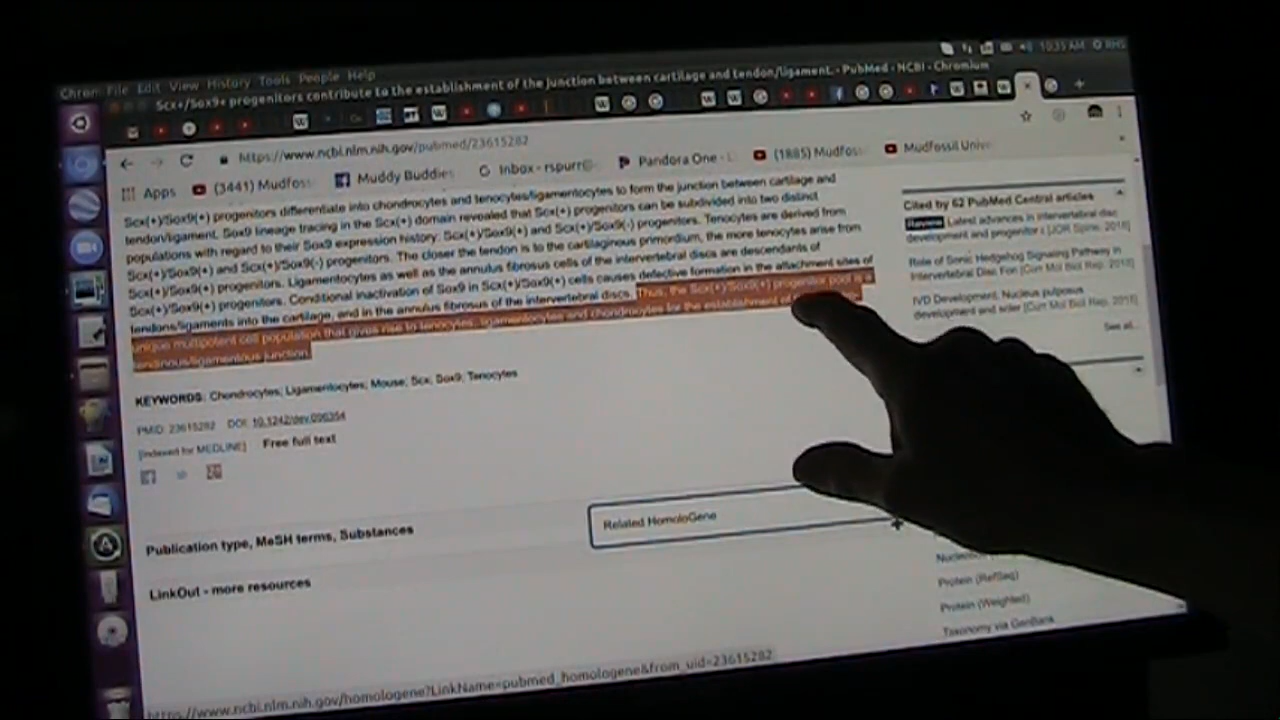 Chrom File Edit View History Tools People Help
10:35 AM RHS
Scx+/Sox9+ progenitors contribute to the establishment of the junction between cartilage and tendon/ligament. - PubMed - NCBI - Chromium
https://www.ncbi.nlm.nih.gov/pubmed/23615282
Apps (3441) Mudfoss Muddy Buddies Inbox - rspurr@ Pandora One - L (1885) Mudfoss Mudfossil Univ
Scx(+)/Sox9(+) progenitors differentiate into chondrocytes and tenocytes/ligamentocytes to form the junction between cartilage and
tendon/ligament. Sox9 lineage tracing in the Scx(+) domain revealed that Scx(+) progenitors can be subdivided into two distinct
populations with regard to their Sox9 expression history: Scx(+)/Sox9(+) and Scx(+)/Sox9(-) progenitors. Tenocytes are derived from
Scx(+)/Sox9(+) and Scx(+)/Sox9(-) progenitors. The closer the tendon is to the cartilaginous primordium, the more tenocytes arise from
Scx(+)/Sox9(+) progenitors. Ligamentocytes as well as the annulus fibrosus cells of the intervertebral discs are descendants of
Scx(+)/Sox9(+) progenitors. Conditional inactivation of Sox9 in Scx(+)/Sox9(+) cells causes defective formation in the attachment sites of
tendons/ligaments into the cartilage, and in the annulus fibrosus of the intervertebral discs. Thus, the Scx(+)/Sox9(+) progenitor pool is a
unique multipotent cell population that gives rise to tenocytes, ligamentocytes and chondrocytes for the establishment of
tendinous/ligamentous junction.
KEYWORDS: Chondrocytes; Ligamentocytes; Mouse; Scx; Sox9; Tenocytes
PMID: 23615282 DOI: 10.1242/dev.096354
[Indexed for MEDLINE] Free full text
Publication type, MeSH terms, Substances
LinkOut - more resources
Related HomoloGene
Cited by 62 PubMed Central articles
Review Latest advances in intervertebral disc
development and progenitor c [JOR Spine. 2018]
Role of Sonic Hedgehog Signaling Pathway in
Intervertebral Disc Fon [Curr Mol Biol Rep. 2018]
IVD Development: Nucleus pulposus
development and scler [Curr Mol Biol Rep. 2018]
See all...
Protein (RefSeq)
Protein (Weighted)
Taxonomy via GenBank
https://www.ncbi.nlm.nih.gov/homologene?LinkName=pubmed_homologene&from_uid=23615282